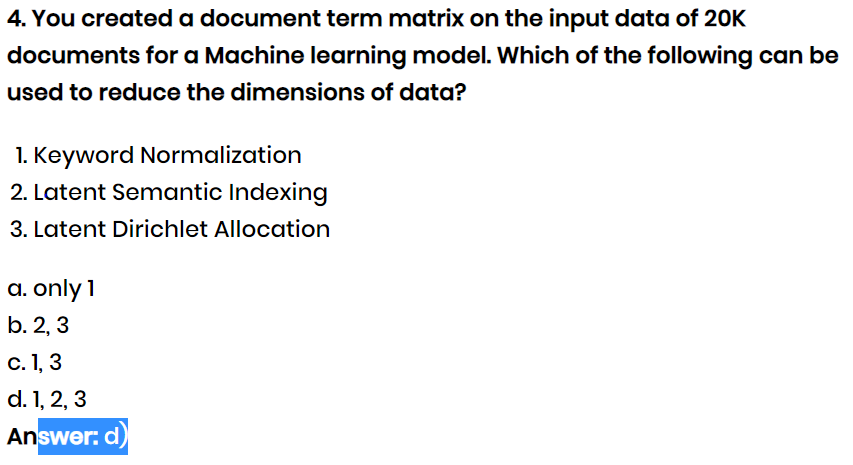 4. You created a document term matrix on the input data of 20K
documents for a Machine learning model. Which of the following can be
used to reduce the dimensions of data?
1. Keyword Normalization
2. Latent Semantic Indexing
3. Latent Dirichlet Allocation
a. only 1
b. 2, 3
c. 1, 3
d. 1, 2, 3
Answer: d)